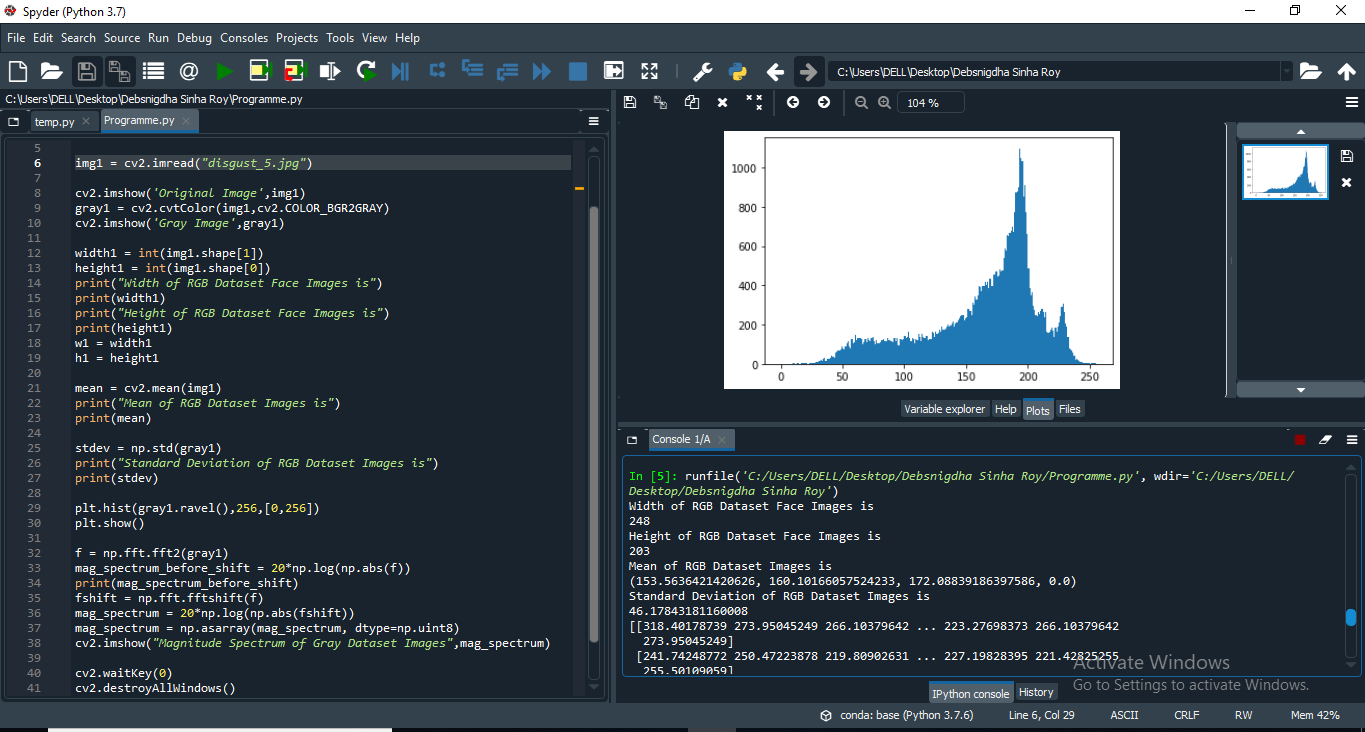 Spyder (Python 3.7)
File Edit Search Source Run Debug Consoles Projects Tools View Help
C:\Users\DELL\Desktop\Debsnigdha Sinha Roy
C:\Users\DELL\Desktop\Debsnigdha Sinha Roy\Programme.py
temp.py Programme.py
5
6 img1 = cv2.imread("disgust_5.jpg")
7
8 cv2.imshow('Original Image',img1)
9 gray1 = cv2.cvtColor(img1,cv2.COLOR_BGR2GRAY)
10 cv2.imshow('Gray Image',gray1)
11
12 width1 = int(img1.shape[1])
13 height1 = int(img1.shape[0])
14 print("Width of RGB Dataset Face Images is")
15 print(width1)
16 print("Height of RGB Dataset Face Images is")
17 print(height1)
18 w1 = width1
19 h1 = height1
20
21 mean = cv2.mean(img1)
22 print("Mean of RGB Dataset Images is")
23 print(mean)
24
25 stdev = np.std(gray1)
26 print("Standard Deviation of RGB Dataset Images is")
27 print(stdev)
28
29 plt.hist(gray1.ravel(),256,[0,256])
30 plt.show()
31
32 f = np.fft.fft2(gray1)
33 mag_spectrum_before_shift = 20*np.log(np.abs(f))
34 print(mag_spectrum_before_shift)
35 fshift = np.fft.fftshift(f)
36 mag_spectrum = 20*np.log(np.abs(fshift))
37 mag_spectrum = np.asarray(mag_spectrum, dtype=np.uint8)
38 cv2.imshow("Magnitude Spectrum of Gray Dataset Images",mag_spectrum)
39
40 cv2.waitKey(0)
41 cv2.destroyAllWindows()
104 %
1000
800
600
400
200
0
0 50 100 150 200 250
Variable explorer Help Plots Files
Console 1/A
In [5]: runfile('C:/Users/DELL/Desktop/Debsnigdha Sinha Roy/Programme.py', wdir='C:/Users/DELL/
Desktop/Debsnigdha Sinha Roy')
Width of RGB Dataset Face Images is
248
Height of RGB Dataset Face Images is
203
Mean of RGB Dataset Images is
(153.5636421420626, 160.10166057524233, 172.08839186397586, 0.0)
Standard Deviation of RGB Dataset Images is
46.17843181160008
[[318.40178739 273.95045249 266.10379642 ... 223.27698373 266.10379642
273.95045249]
[241.74248772 250.47223878 219.80902631 ... 227.19828395 221.42825255
255.50109059]
Activate Windows
Go to Settings to activate Windows.
IPython console History
conda: base (Python 3.7.6) Line 6, Col 29 ASCII CRLF RW Mem 42%